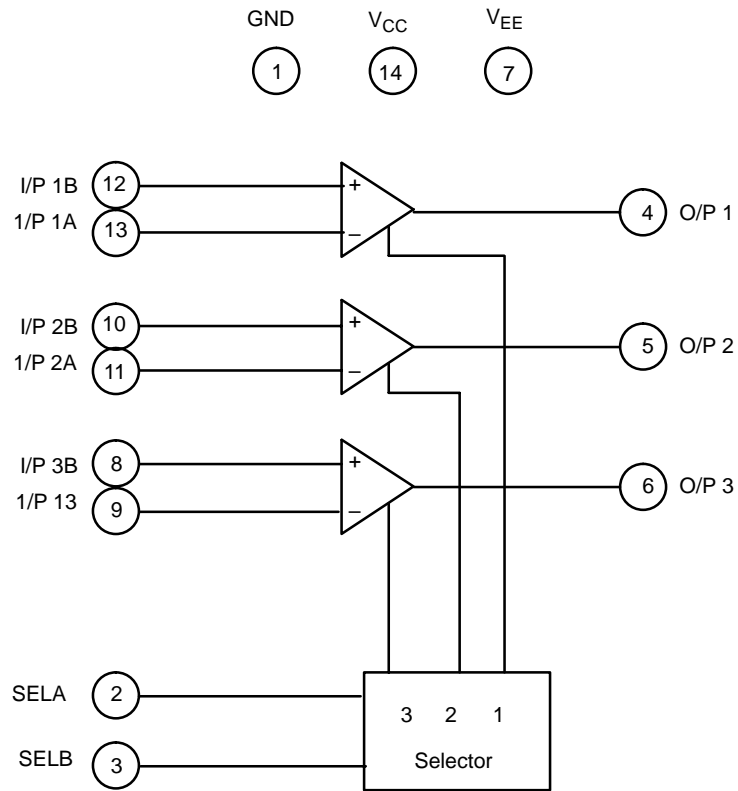 GND VCC VEE
1 14 7
I/P 1B 12 +
1/P 1A 13 –
4 O/P 1
I/P 2B 10 +
1/P 2A 11 –
5 O/P 2
I/P 3B 8 +
1/P 13 9 –
6 O/P 3
SELA 2
SELB 3
3 2 1
Selector